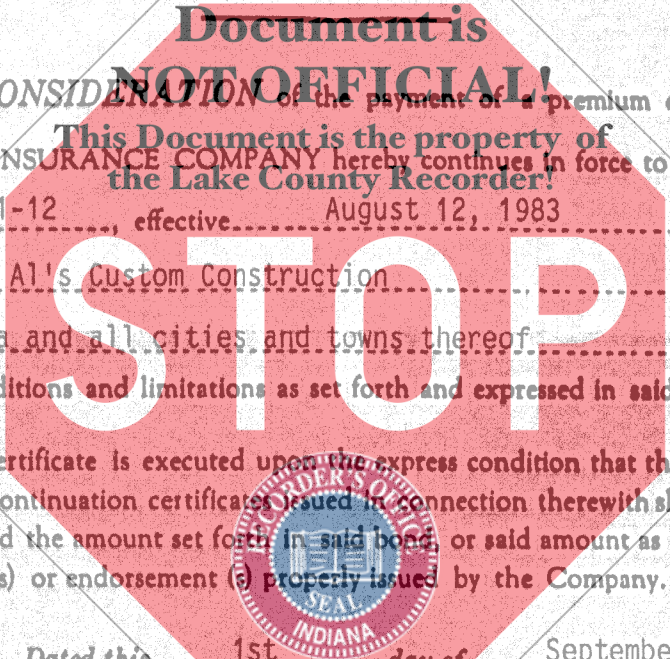 Document is
NOT OFFICIAL!
ONSIDERATION of the payment of a premium
This Document is the property of
NSURANCE COMPANY hereby continues in force to
the Lake County Recorder!
1-12, effective August 12, 1983
Al's Custom Construction
STOP
a and all cities and towns thereof
ditions and limitations as set forth and expressed in said
ertificate is executed upon the express condition that th
ontinuation certificates issued in connection therewith s
d the amount set forth in said bond, or said amount as
s) or endorsement (s) properly issued by the Company.
RECORDER'S OFFICE
SEAL
INDIANA
Dated this 1st day of Septembe